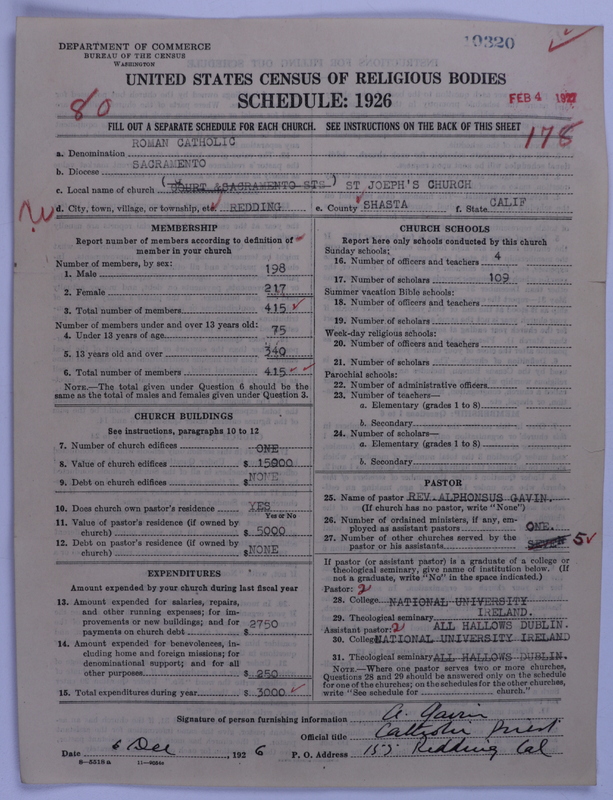 19320
DEPARTMENT OF COMMERCE
BUREAU OF THE CENSUS
WASHINGTON
UNITED STATES CENSUS OF RELIGIOUS BODIES
SCHEDULE: 1926
FEB 4 1927
80
FILL OUT A SEPARATE SCHEDULE FOR EACH CHURCH. SEE INSTRUCTIONS ON THE BACK OF THIS SHEET
178
a. Denomination ROMAN CATHOLIC
b. Diocese SACRAMENTO
c. Local name of church (COURT &SACRAMENTO STS) ST JOEPH'S CHURCH
d. City, town, village, or township, etc. REDDING e. County SHASTA f. State CALIF
MEMBERSHIP
Report number of members according to definition of
member in your church
Number of members, by sex:
1. Male 198
2. Female 217
3. Total number of members 415
Number of members under and over 13 years old:
4. Under 13 years of age 75
5. 13 years old and over 340
6. Total number of members 415
NOTE.—The total given under Question 6 should be
same as the total of males and females given under Question 3.
CHURCH BUILDINGS
See instructions, paragraphs 10 to 12
7. Number of church edifices ONE
8. Value of church edifices $ 15000
9. Debt on church edifices $ NONE
10. Does church own pastor's residence YES
Yes or No
11. Value of pastor's residence (if owned by
church) $ 5000
12. Debt on pastor's residence (if owned by
church) $ NONE
EXPENDITURES
Amount expended by church during last fiscal year
13. Amount expended for salaries, repairs,
and other running expenses; for im-
provements or new buildings; and for
payments on church debt $ 2750
14. Amount expended for benevolences, in-
cluding home and foreign missions; for
denominational support; and for all
other purposes $ 250
15. Total expenditures during year $ 3000
CHURCH SCHOOLS
Report here only schools conducted by this church
Sunday schools:
16. Number of officers and teachers 4
17. Number of scholars 109
Summer vacation Bible schools:
18. Number of officers and teachers
19. Number of scholars
Week-day religious schools:
20. Number of officers and teachers
21. Number of scholars
Parochial schools:
22. Number of administrative officers
23. Number of teachers—
a. Elementary (grades 1 to 8)
b. Secondary
24. Number of scholars—
a. Elementary (grades 1 to 8)
b. Secondary
PASTOR
25. Name of pastor REV. ALPHONSUS GAVIN.
(If church has no pastor, write "None")
26. Number of ordained ministers, if any, em-
ployed as assistant pastors ONE.
27. Number of other churches served by the
pastor or his assistants SEVEN 5
If pastor (or assistant pastor) is a graduate of a college or
theological seminary, give name of institution below. (If
not a graduate, write "No" in the space indicated.)
Pastor: 2
28. College NATIONAL UNIVERSITY
IRELAND.
29. Theological seminary ALL HALLOWS DUBLIN.
Assistant pastor: 2
30. College NATIONAL UNIVERSITY IRELAND
31. Theological seminary ALL HALLOWS DUBLIN.
NOTE.—Where one pastor serves two or more churches,
Questions 28 and 29 should be answered only on the schedule
for one of the churches; on the schedules for the other churches,
write "See schedule for church."
Signature of person furnishing information A. Gavin
Official title Catholic Priest
Date 6 Dec , 1926 P. O. Address 157 Redding Cal
8—5518a 11—8654s